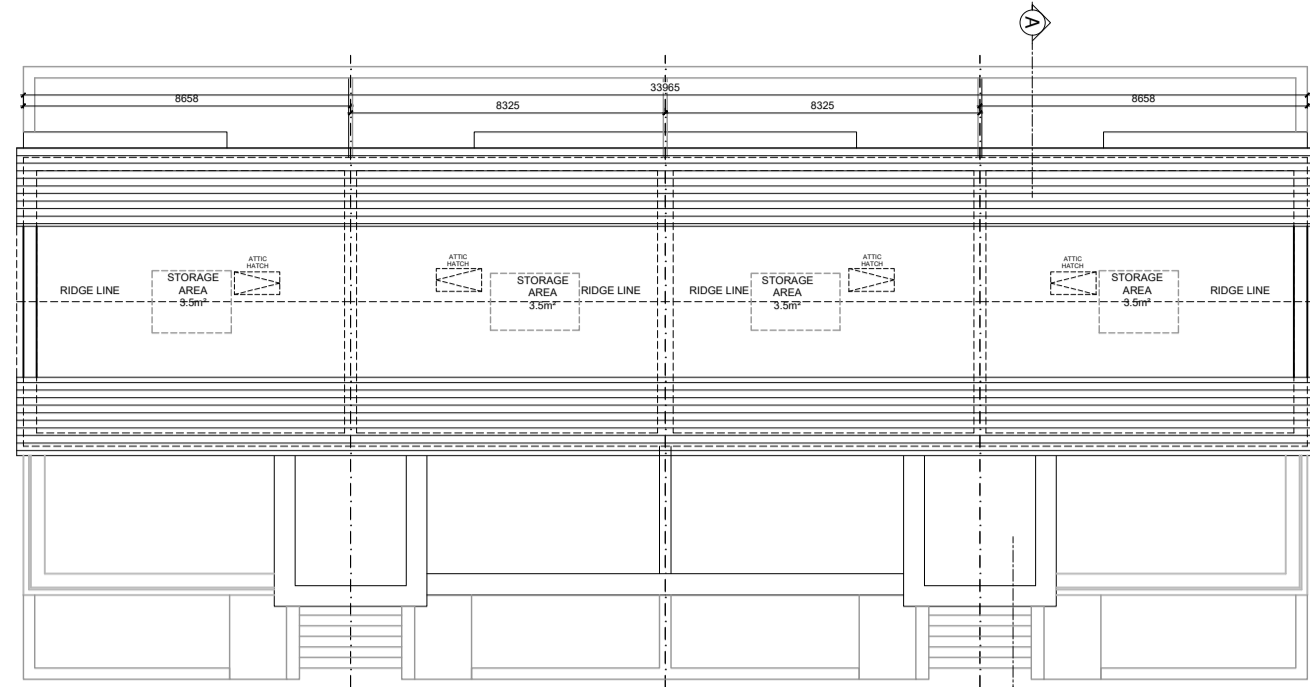 A
33965
8658
8325
8325
8658
ATTIC
HATCH
STORAGE
AREA
3.5m²
RIDGE LINE
ATTIC
HATCH
STORAGE
AREA
3.5m²
RIDGE LINE
RIDGE LINE
STORAGE
AREA
3.5m²
ATTIC
HATCH
ATTIC
HATCH
STORAGE
AREA
3.5m²
RIDGE LINE